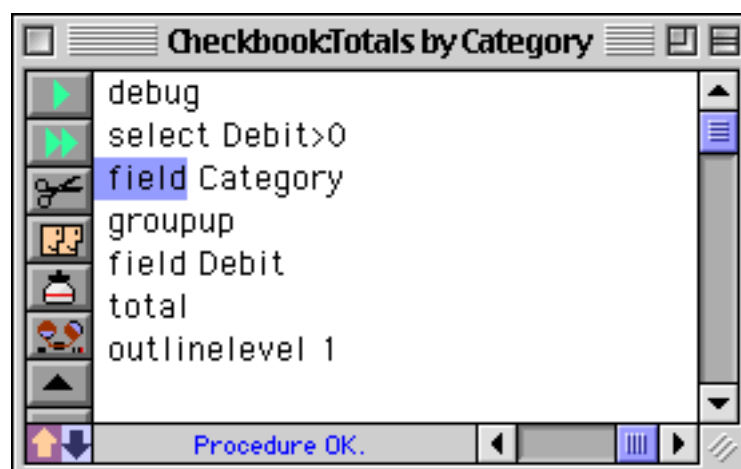 Checkbook:Totals by Category
debug
select Debit>0
field Category
groupup
field Debit
total
outlinelevel 1
Procedure OK.